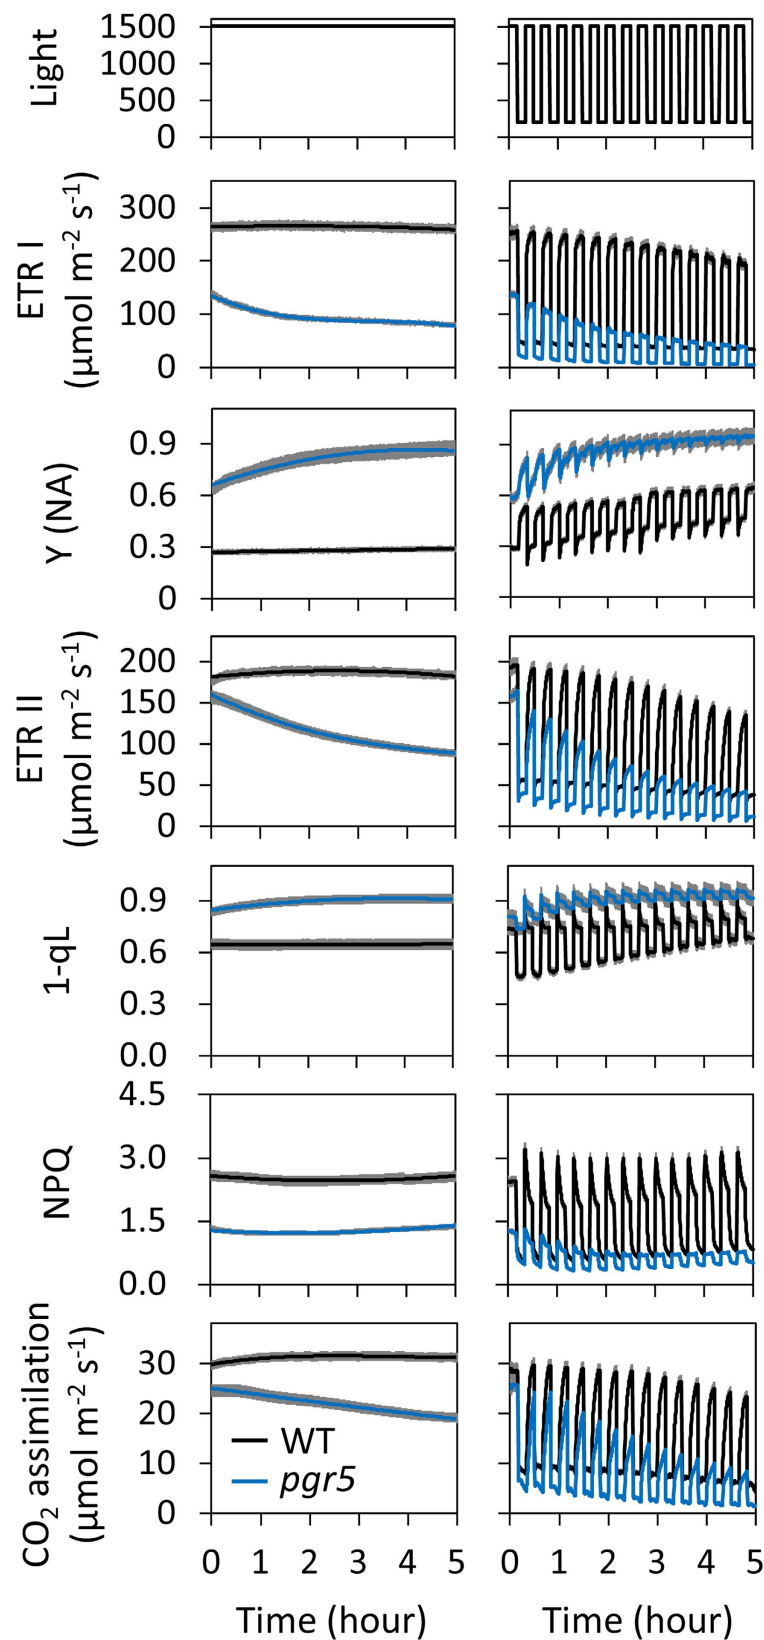 Light
1500
1000
500
0
ETR I
(µmol m⁻² s⁻¹)
300
200
100
0
Y (NA)
0.9
0.6
0.3
0
ETR II
(µmol m⁻² s⁻¹)
200
150
100
50
0
1-qL
0.9
0.6
0.3
0.0
NPQ
4.5
3.0
1.5
0.0
CO₂ assimilation
(µmol m⁻² s⁻¹)
30
20
10
0
WT
pgr5
0 1 2 3 4 5
0 1 2 3 4 5
Time (hour)
Time (hour)